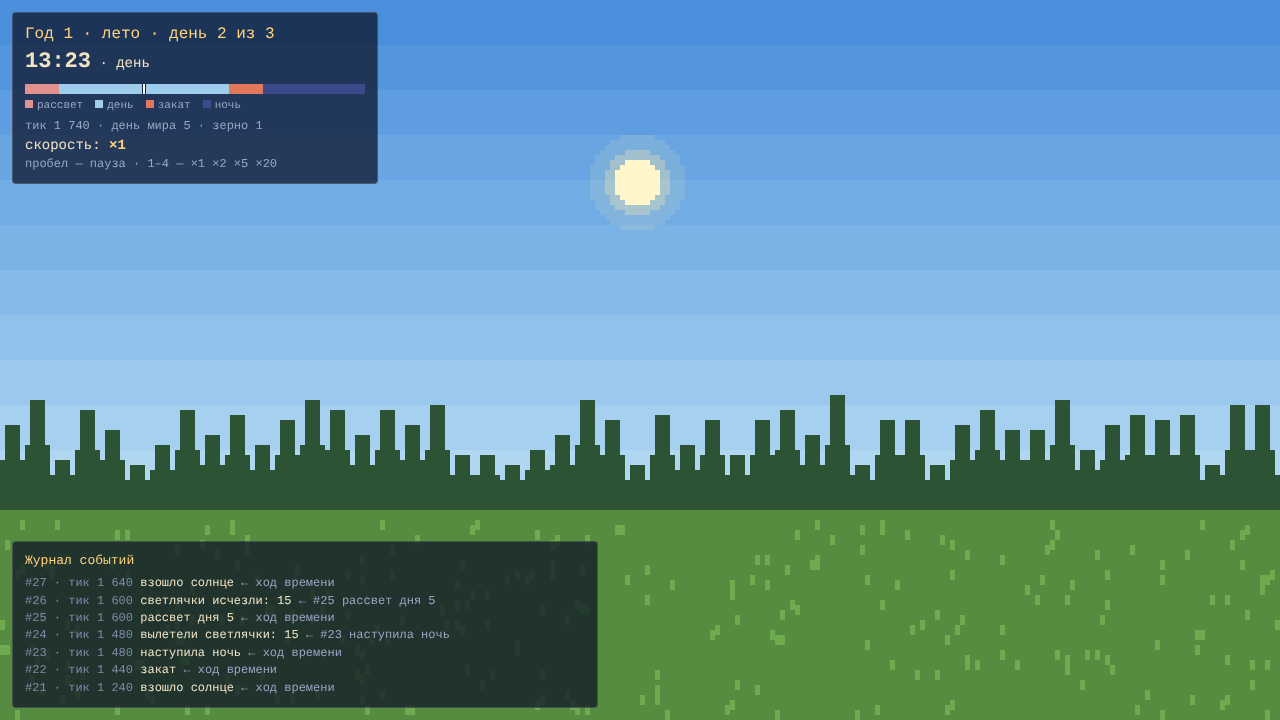 Год 1 · лето · день 2 из 3
13:23 · день
рассвет день закат ночь
тик 1 740 · день мира 5 · зерно 1
скорость: ×1
пробел — пауза · 1–4 — ×1 ×2 ×5 ×20
Журнал событий
#27 · тик 1 640 взошло солнце ← ход времени
#26 · тик 1 600 светлячки исчезли: 15 ← #25 рассвет дня 5
#25 · тик 1 600 рассвет дня 5 ← ход времени
#24 · тик 1 480 вылетели светлячки: 15 ← #23 наступила ночь
#23 · тик 1 480 наступила ночь ← ход времени
#22 · тик 1 440 закат ← ход времени
#21 · тик 1 240 взошло солнце ← ход времени